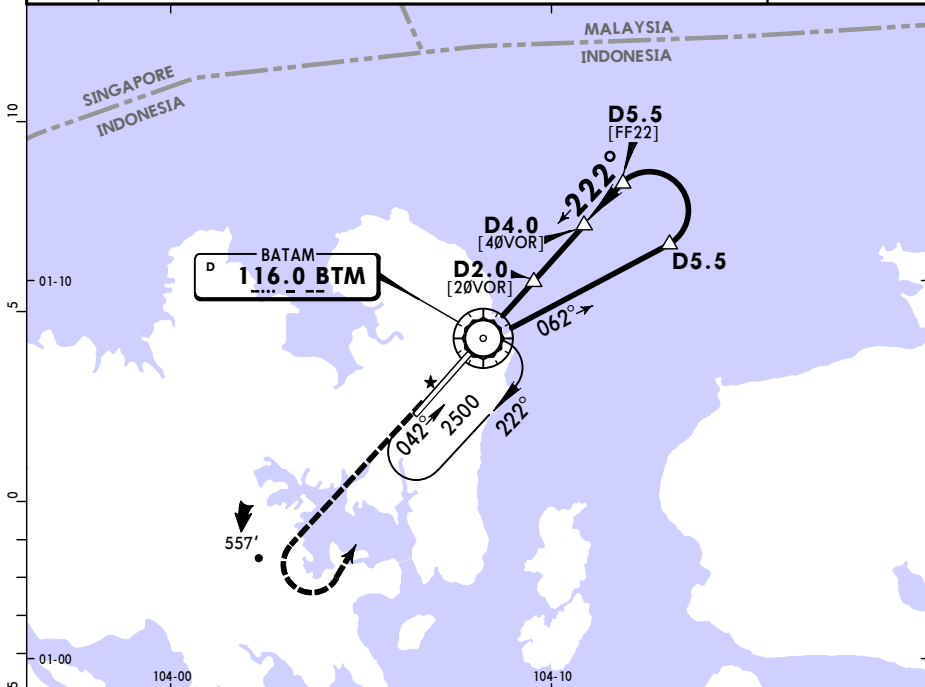 MALAYSIA
INDONESIA
SINGAPORE
INDONESIA
10
D5.5
[FF22]
222°
D4.0
[4ØVOR]
D2.0
[2ØVOR]
D5.5
BATAM
D
116.0 BTM
01-10
5
062°
042°
2500
222°
0
557'
01-00
5
104-00
104-10